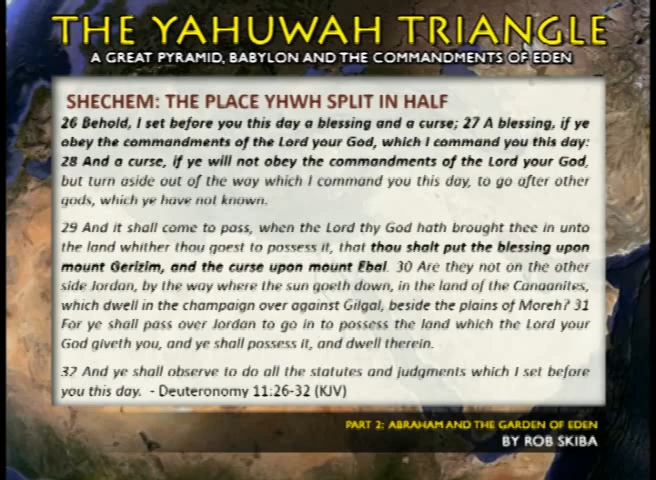 THE YAHUWAH TRIANGLE
A GREAT PYRAMID, BABYLON AND THE COMMANDMENTS OF EDEN
SHECHEM: THE PLACE YHWH SPLIT IN HALF
26 Behold, I set before you this day a blessing and a curse; 27 A blessing, if ye
obey the commandments of the Lord your God, which I command you this day:
28 And a curse, if ye will not obey the commandments of the Lord your God,
but turn aside out of the way which I command you this day, to go after other
gods, which ye have not known.
29 And it shall come to pass, when the Lord thy God hath brought thee in unto
the land whither thou goest to possess it, that thou shalt put the blessing upon
mount Gerizim, and the curse upon mount Ebal. 30 Are they not on the other
side Jordan, by the way where the sun goeth down, in the land of the Canaanites,
which dwell in the champaign over against Gilgal, beside the plains of Moreh? 31
For ye shall pass over Jordan to go in to possess the land which the Lord your
God giveth you, and ye shall possess it, and dwell therein.
32 And ye shall observe to do all the statutes and judgments which I set before
you this day. - Deuteronomy 11:26-32 (KJV)
PART 2: ABRAHAM AND THE GARDEN OF EDEN
BY ROB SKIBA